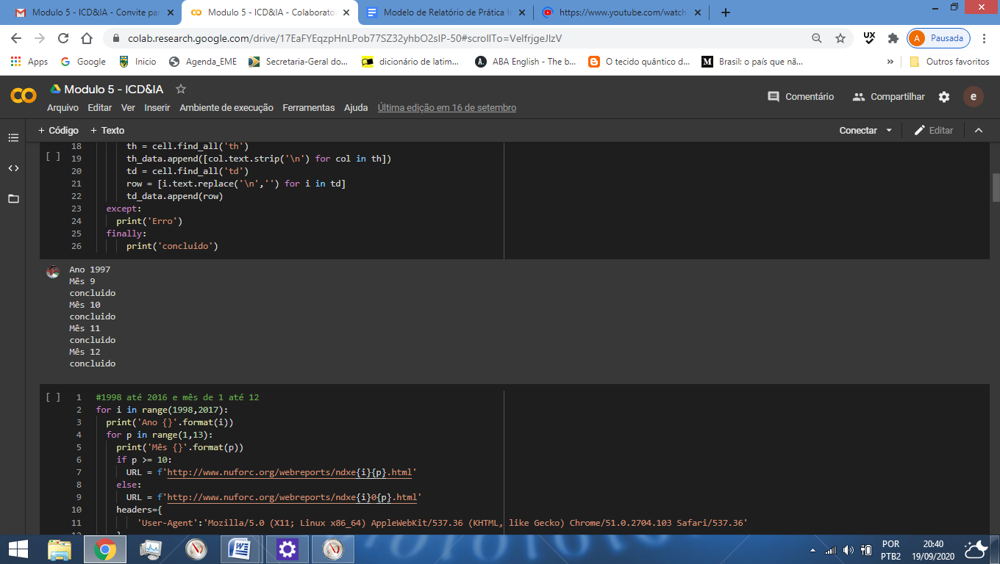 Modulo 5 - ICD&IA - Convite par
Modulo 5 - ICD&IA - Colaborator
Modelo de Relatório de Prática In
https://www.youtube.com/watch
colab.research.google.com/drive/17EaFYEqzpHnLPob77SZ32yhbO2slP-50#scrollTo=VelfrjgeJlzV
UX
A Pausada
Apps
Google
Inicio
Agenda_EME
Secretaria-Geral do...
dicionário de latim...
ABA English - The b...
O tecido quântico d...
M Brasil: o país que nã...
»
Outros favoritos
Modulo 5 - ICD&IA
Comentário
Compartilhar
e
Arquivo Editar Ver Inserir Ambiente de execução Ferramentas Ajuda Última edição em 16 de setembro
+ Código + Texto
Conectar
Editar
18 th = cell.find_all('th')
[ ] 19 th_data.append([col.text.strip('\n') for col in th])
20 td = cell.find_all('td')
21 row = [i.text.replace('\n','') for i in td]
22 td_data.append(row)
23 except:
24 print('Erro')
25 finally:
26 print('concluido')
Ano 1997
Mês 9
concluido
Mês 10
concluido
Mês 11
concluido
Mês 12
concluido
[ ] 1 #1998 até 2016 e mês de 1 até 12
2 for i in range(1998,2017):
3 print('Ano {}'.format(i))
4 for p in range(1,13):
5 print('Mês {}'.format(p))
6 if p >= 10:
7 URL = f'http://www.nuforc.org/webreports/ndxe{i}{p}.html'
8 else:
9 URL = f'http://www.nuforc.org/webreports/ndxe{i}0{p}.html'
10 headers={
11 'User-Agent':'Mozilla/5.0 (X11; Linux x86_64) AppleWebKit/537.36 (KHTML, like Gecko) Chrome/51.0.2704.103 Safari/537.36'
POR
PTB2
20:40
19/09/2020